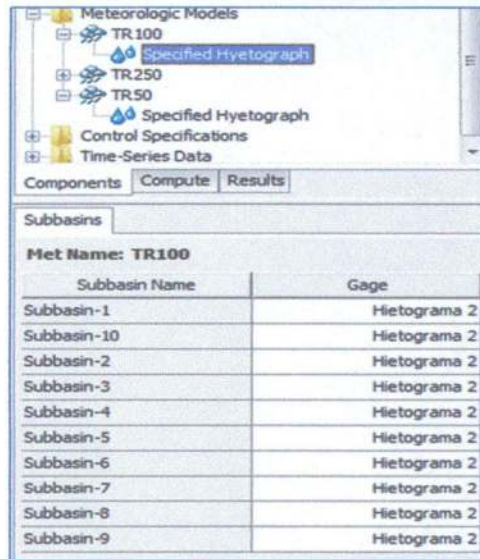 Meteorologic Models
TR100
Specified Hyetograph
TR250
TR50
Specified Hyetograph
Control Specifications
Time-Series Data
Components Compute Results
Subbasins
Met Name: TR100
Subbasin Name Gage
Subbasin-1 Hietograma 2
Subbasin-10 Hietograma 2
Subbasin-2 Hietograma 2
Subbasin-3 Hietograma 2
Subbasin-4 Hietograma 2
Subbasin-5 Hietograma 2
Subbasin-6 Hietograma 2
Subbasin-7 Hietograma 2
Subbasin-8 Hietograma 2
Subbasin-9 Hietograma 2